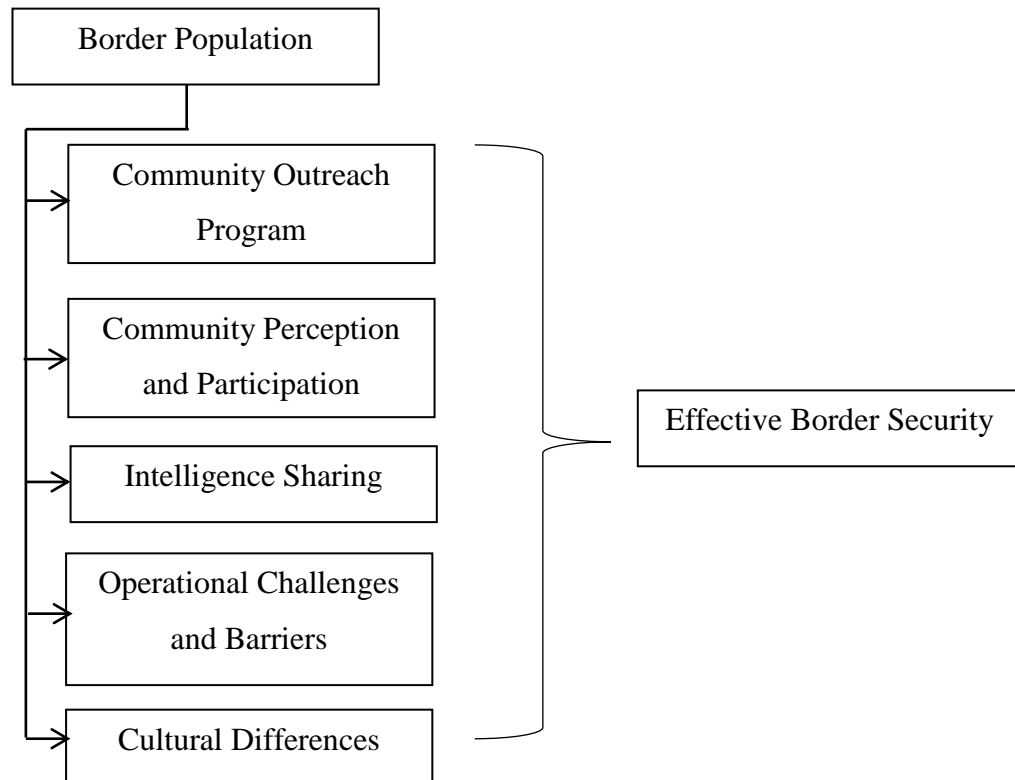 Border Population
Community Outreach
Program
Community Perception
and Participation
Intelligence Sharing
Operational Challenges
and Barriers
Cultural Differences
Effective Border Security